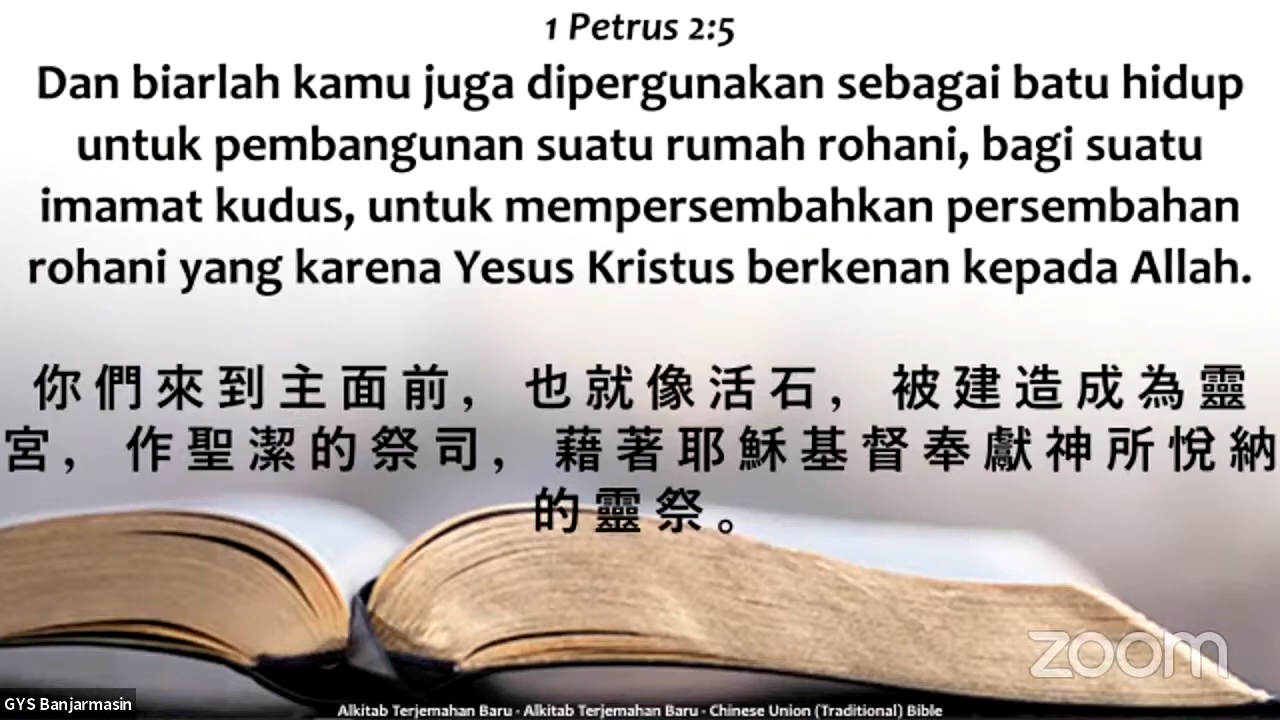 1 Petrus 2:5
Dan biarlah kamu juga dipergunakan sebagai batu hidup
untuk pembangunan suatu rumah rohani, bagi suatu
imamat kudus, untuk mempersembahkan persembahan
rohani yang karena Yesus Kristus berkenan kepada Allah.
你們來到主面前，也就像活石，被建造成為靈
宮，作聖潔的祭司，藉著耶穌基督奉獻神所悅納
的靈祭。
zoom
GYS Banjarmasin
Alkitab Terjemahan Baru - Alkitab Terjemahan Baru - Chinese Union (Traditional) Bible